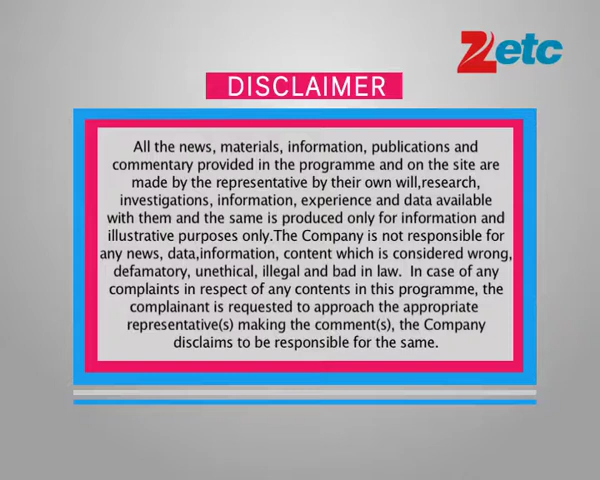 Zetc
DISCLAIMER
All the news, materials, information, publications and
commentary provided in the programme and on the site are
made by the representative by their own will,research,
investigations, information, experience and data available
with them and the same is produced only for information and
illustrative purposes only.The Company is not responsible for
any news, data,information, content which is considered wrong,
defamatory, unethical, illegal and bad in law. In case of any
complaints in respect of any contents in this programme, the
complainant is requested to approach the appropriate
representative(s) making the comment(s), the Company
disclaims to be responsible for the same.